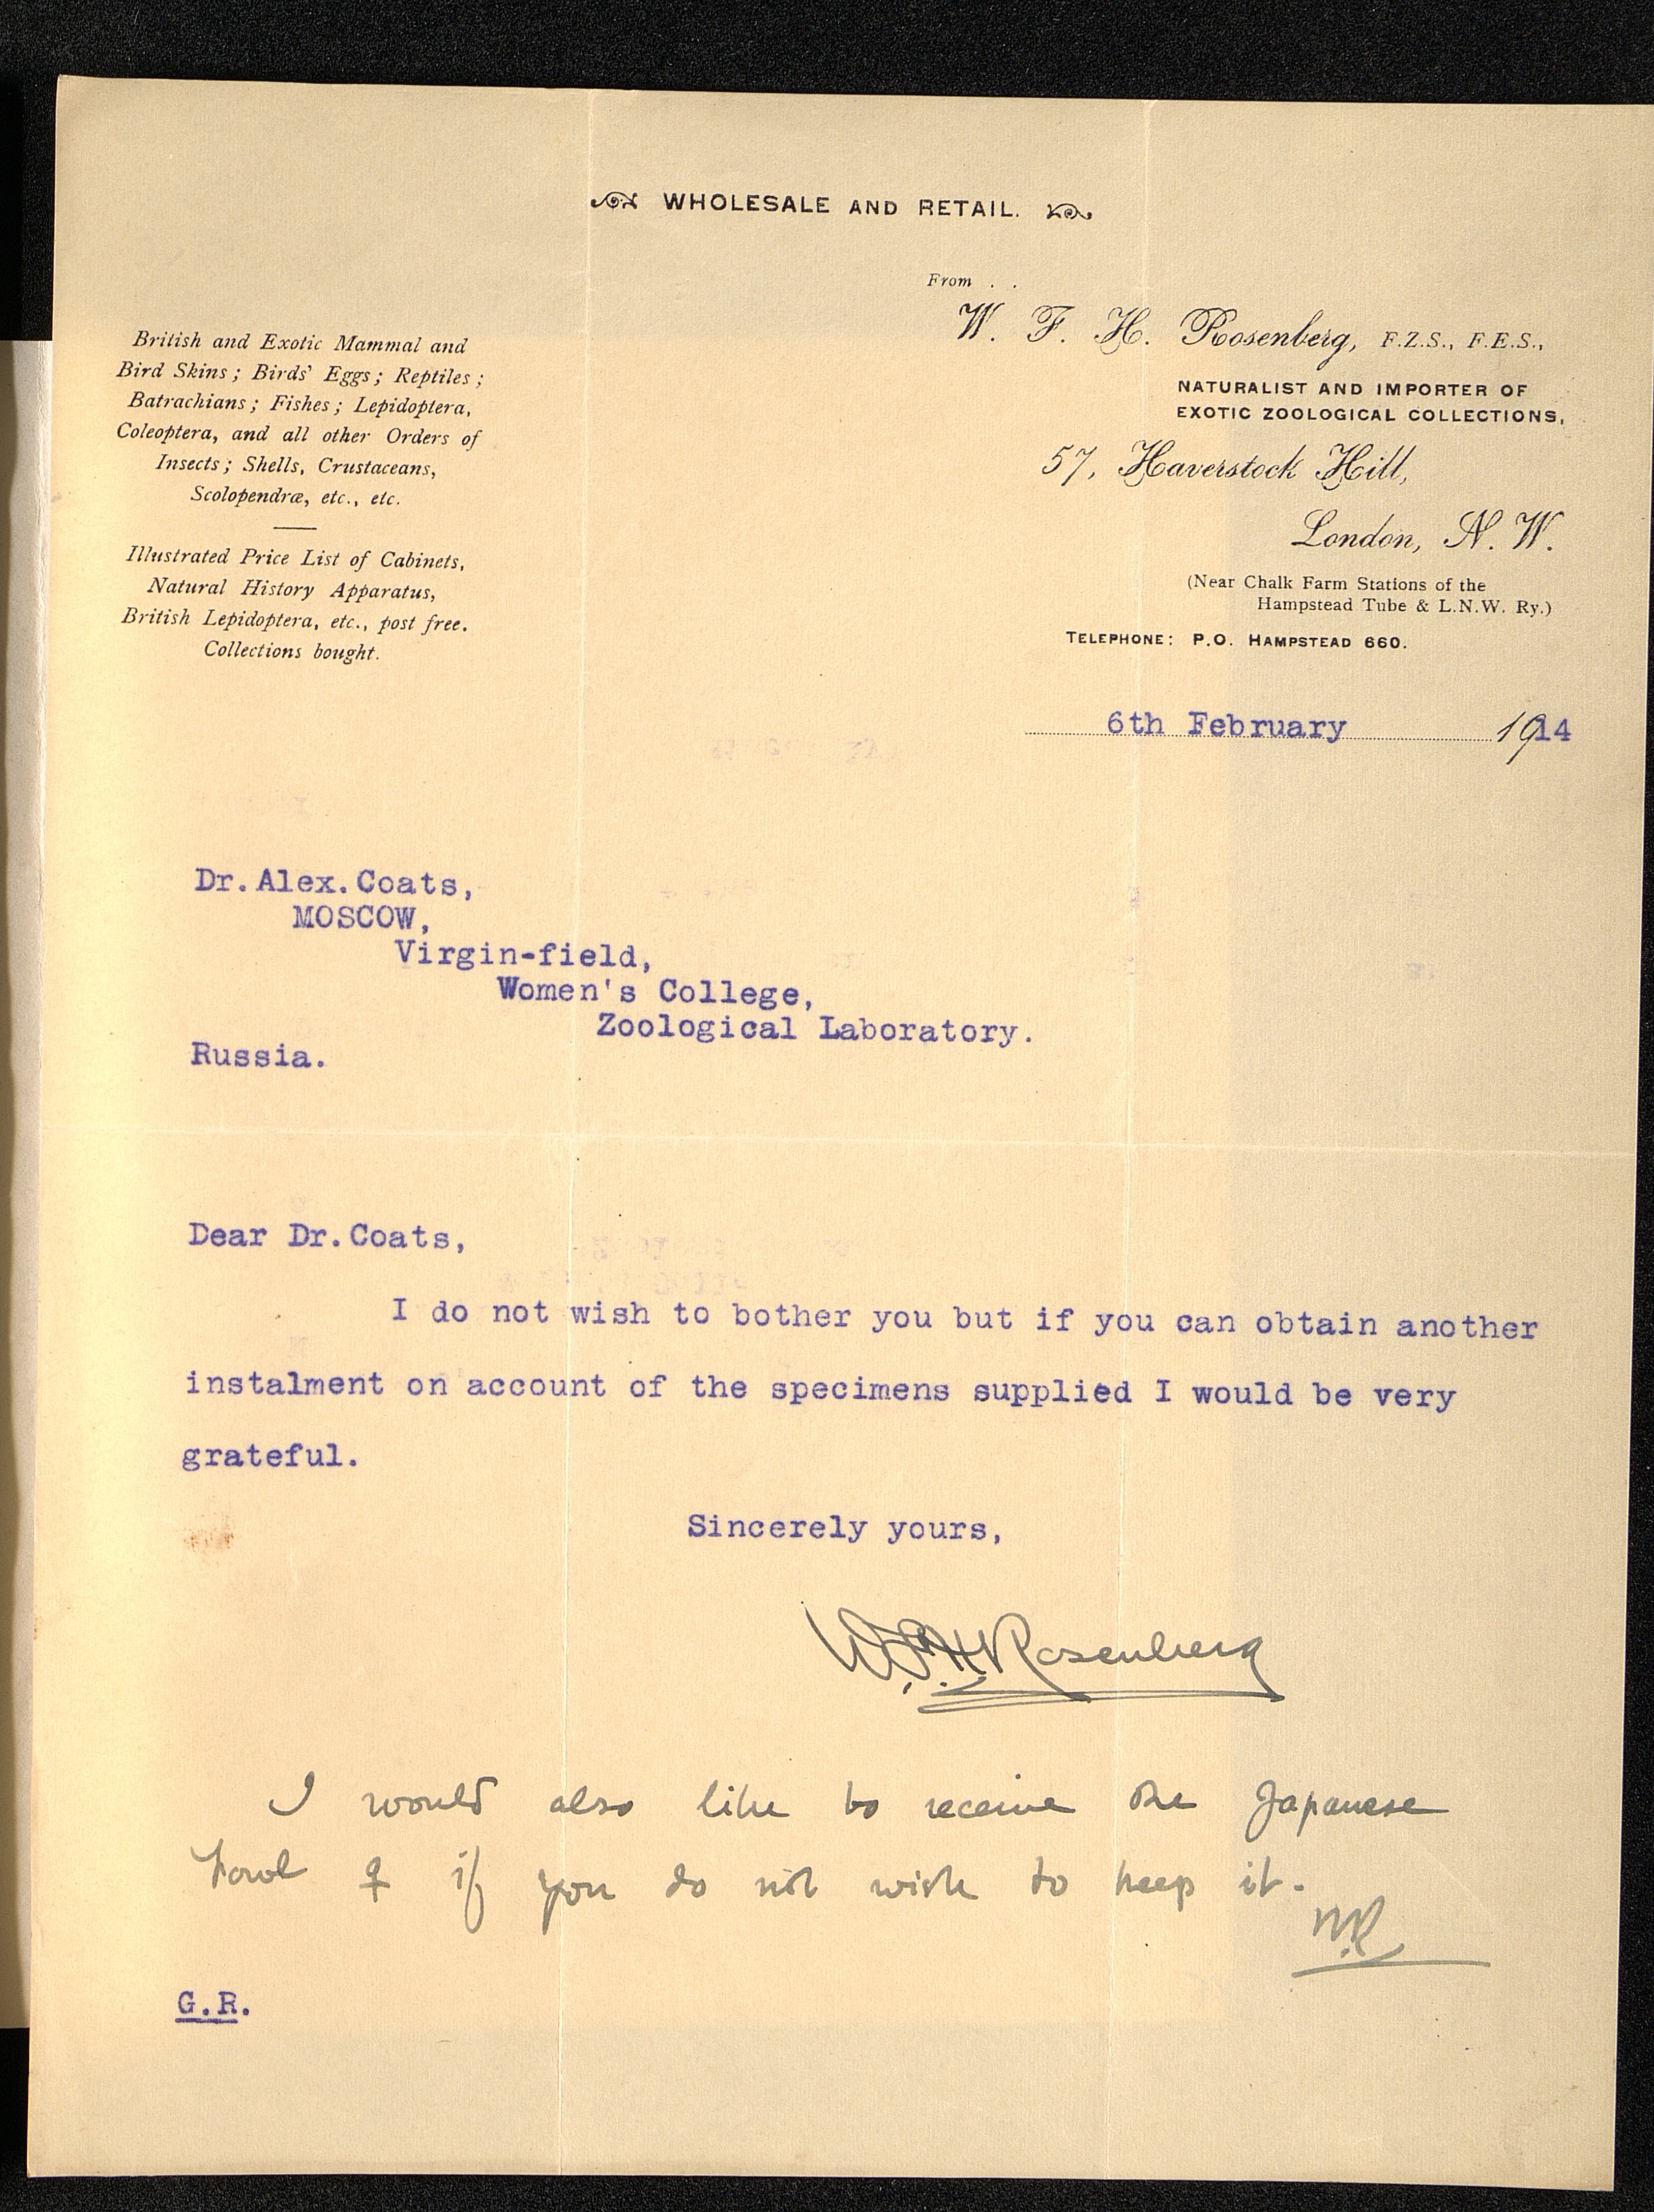 WHOLESALE AND RETAIL.
British and Exotic Mammal and
Bird Skins; Birds' Eggs; Reptiles;
Batrachians; Fishes; Lepidoptera,
Coleoptera, and all other Orders of
Insects; Shells, Crustaceans,
Scolopendræ, etc., etc.
Illustrated Price List of Cabinets,
Natural History Apparatus,
British Lepidoptera, etc., post free.
Collections bought.
From . .
W. F. H. Rosenberg, F.Z.S., F.E.S.,
NATURALIST AND IMPORTER OF
EXOTIC ZOOLOGICAL COLLECTIONS,
57, Haverstock Hill,
London, N. W.
(Near Chalk Farm Stations of the
Hampstead Tube & L.N.W. Ry.)
TELEPHONE: P.O. HAMPSTEAD 660.
6th February 1914
Dr.Alex.Coats,
MOSCOW,
Virgin-field,
Women's College,
Zoological Laboratory.
Russia.
Dear Dr.Coats,
I do not wish to bother you but if you can obtain another
instalment on account of the specimens supplied I would be very
grateful.
Sincerely yours,
W.F.H.Rosenberg
I would also like to receive the Japanese
Fowl ♀ if you do not wish to keep it.
WR
G.R.